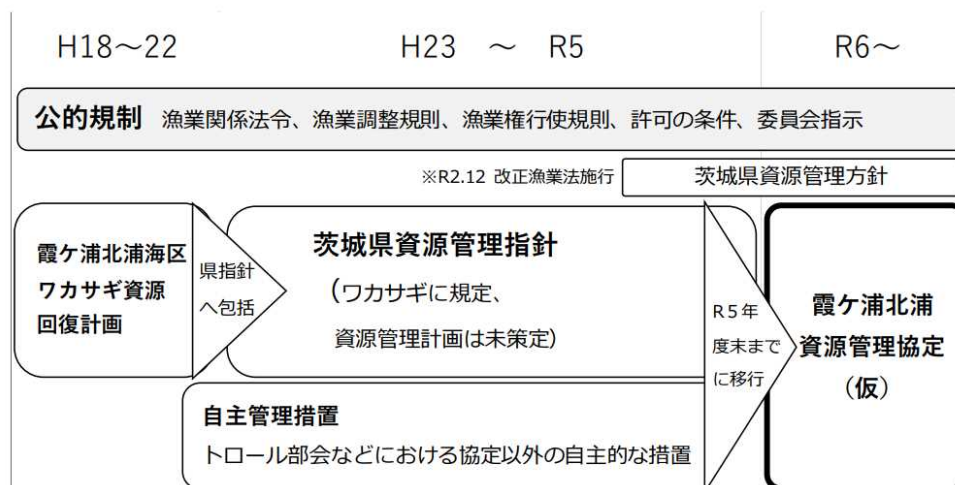 H18～22
H23 ～ R5
R6～
公的規制 漁業関係法令、漁業調整規則、漁業権行使規則、許可の条件、委員会指示
※R2.12 改正漁業法施行
茨城県資源管理方針
霞ケ浦北浦海区
ワカサギ資源
回復計画
県指針
へ包括
茨城県資源管理指針
（ワカサギに規定、
資源管理計画は未策定）
R５年
度末まで
に移行
霞ケ浦北浦
資源管理協定
（仮）
自主管理措置
トロール部会などにおける協定以外の自主的な措置